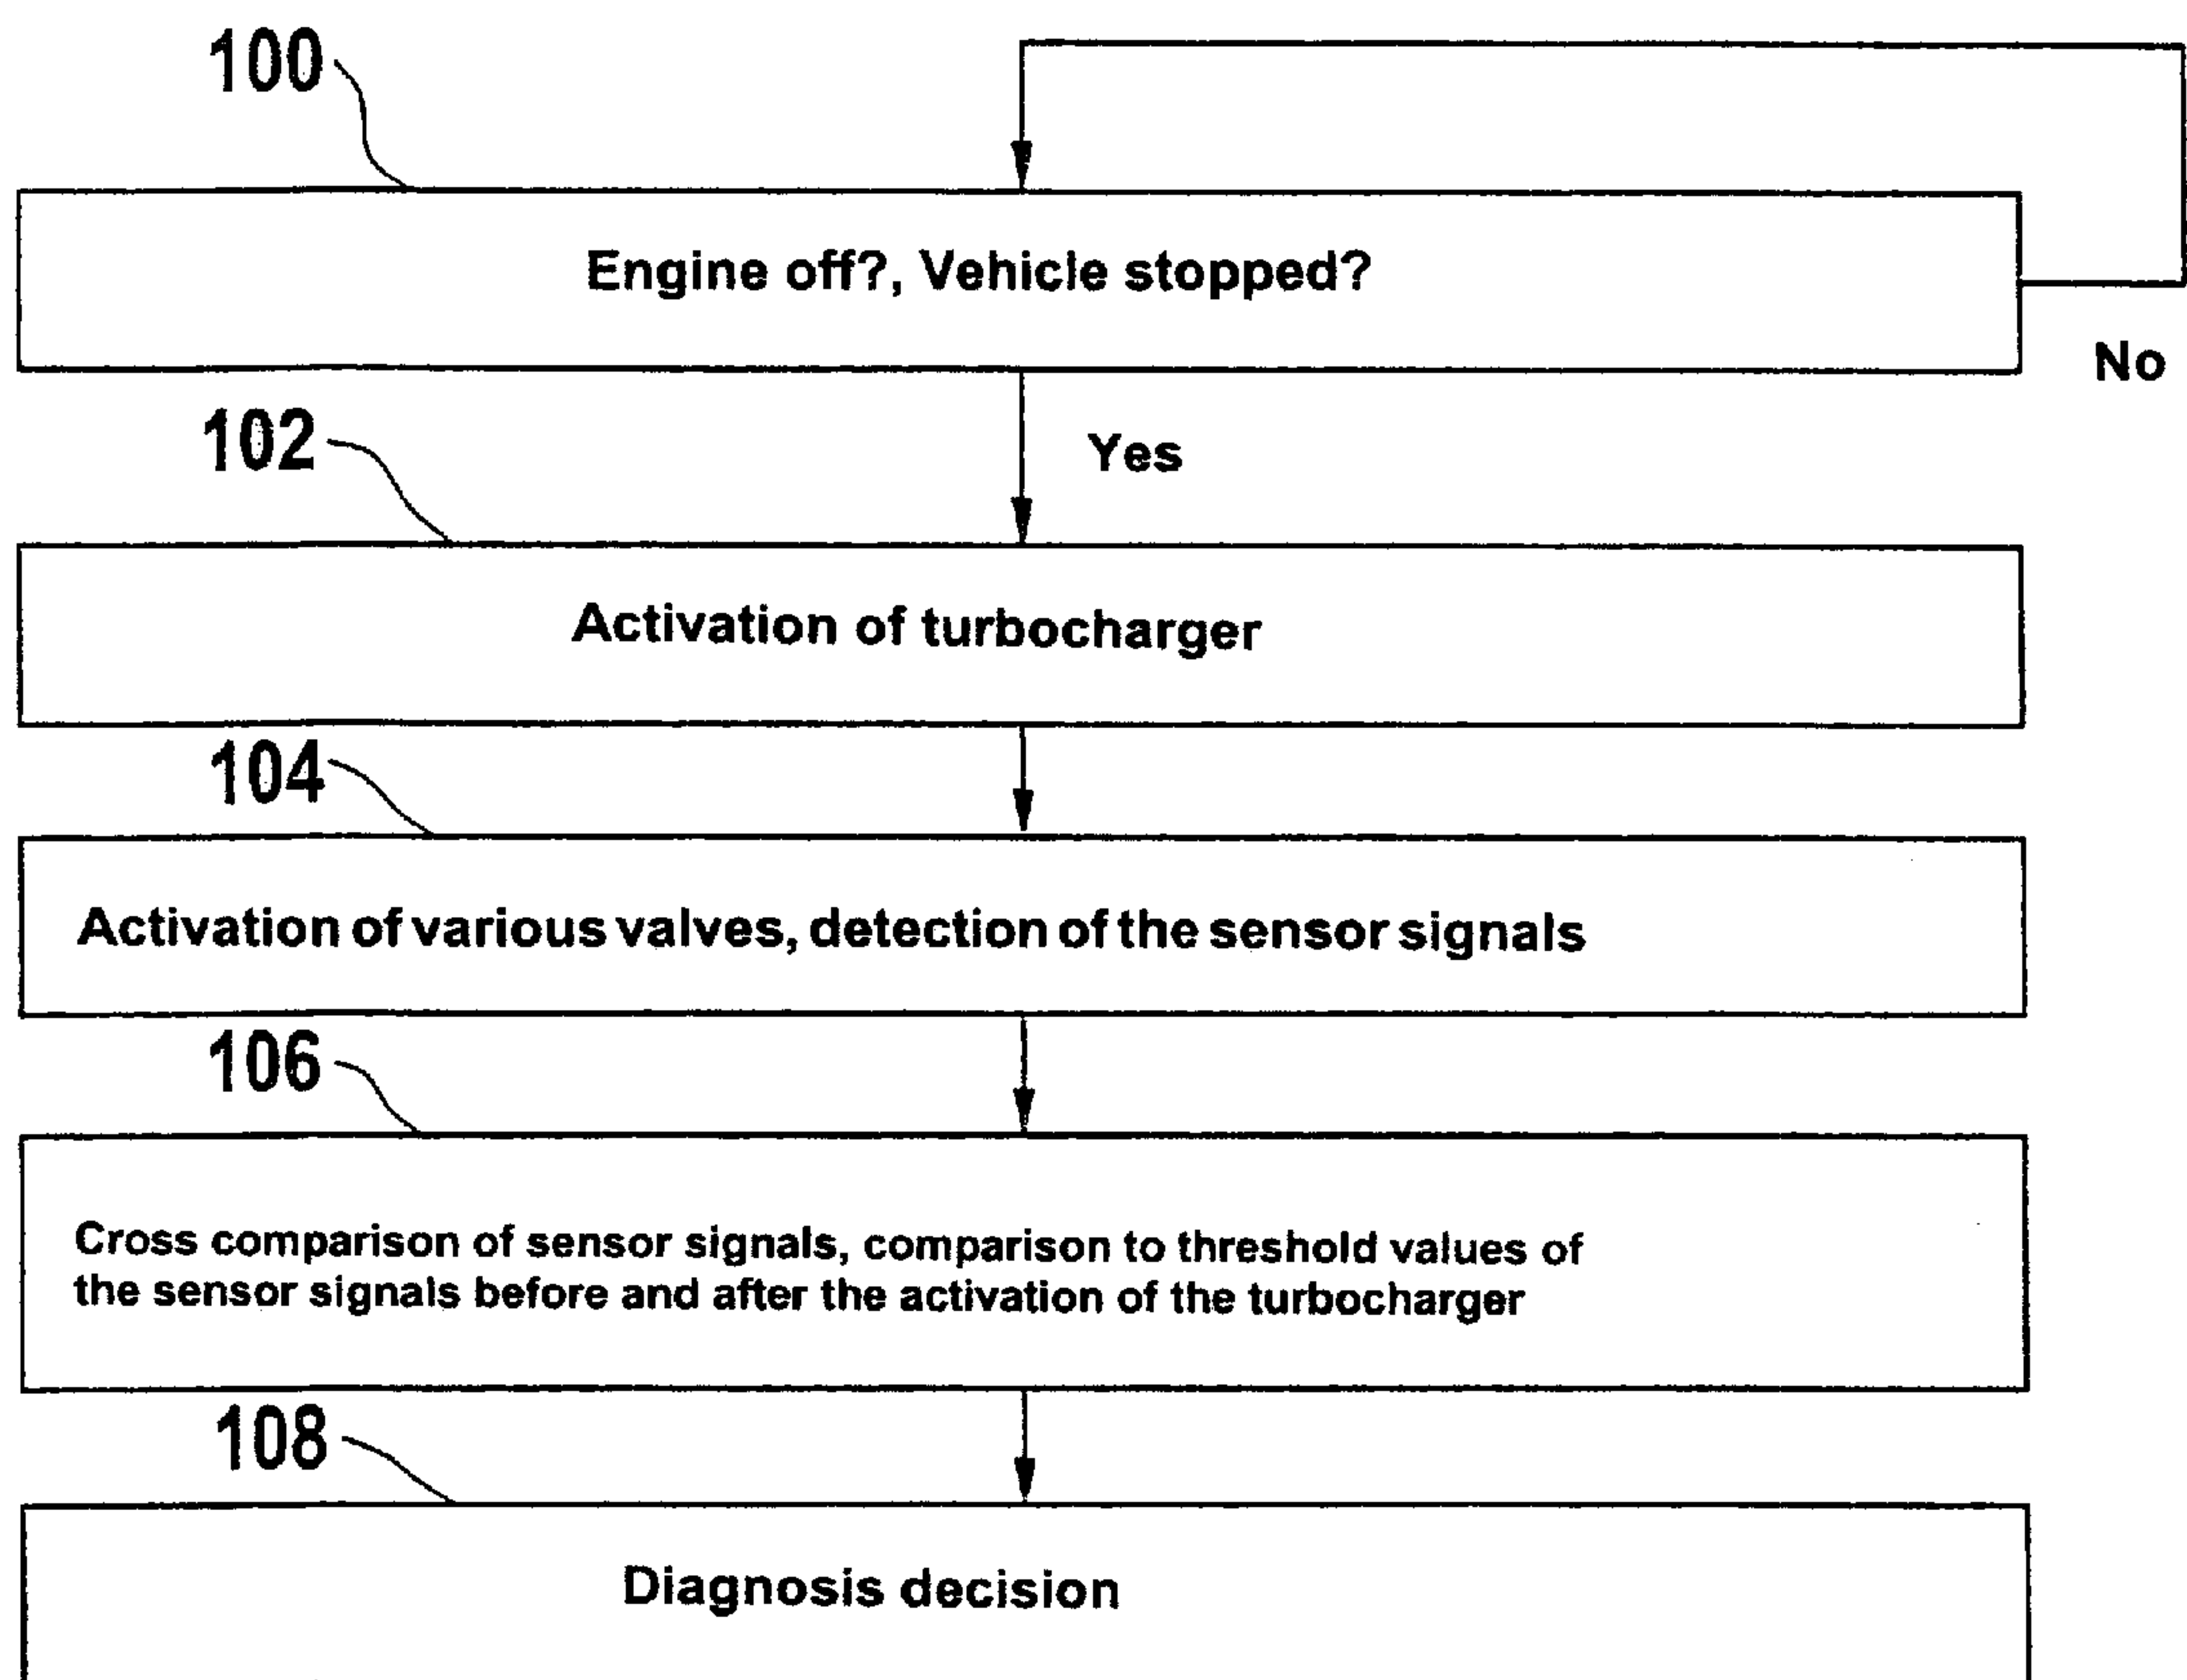 100
Engine off?, Vehicle stopped?
No
102
Yes
Activation of turbocharger
104
Activation of various valves, detection of the sensor signals
106
Cross comparison of sensor signals, comparison to threshold values of
the sensor signals before and after the activation of the turbocharger
108
Diagnosis decision